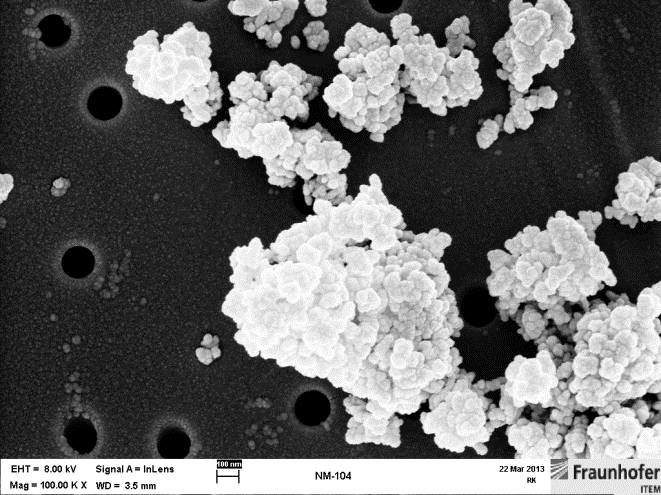 EHT = 8.00 kV Signal A = InLens 100 nm NM-104 22 Mar 2013 Fraunhofer
Mag = 100.00 K X WD = 3.5 mm RK ITEM